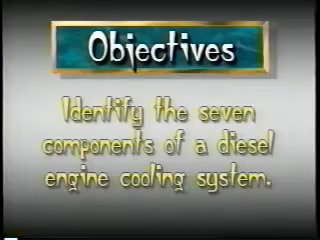 Objectives
Identify the seven
components of a diesel
engine cooling system.